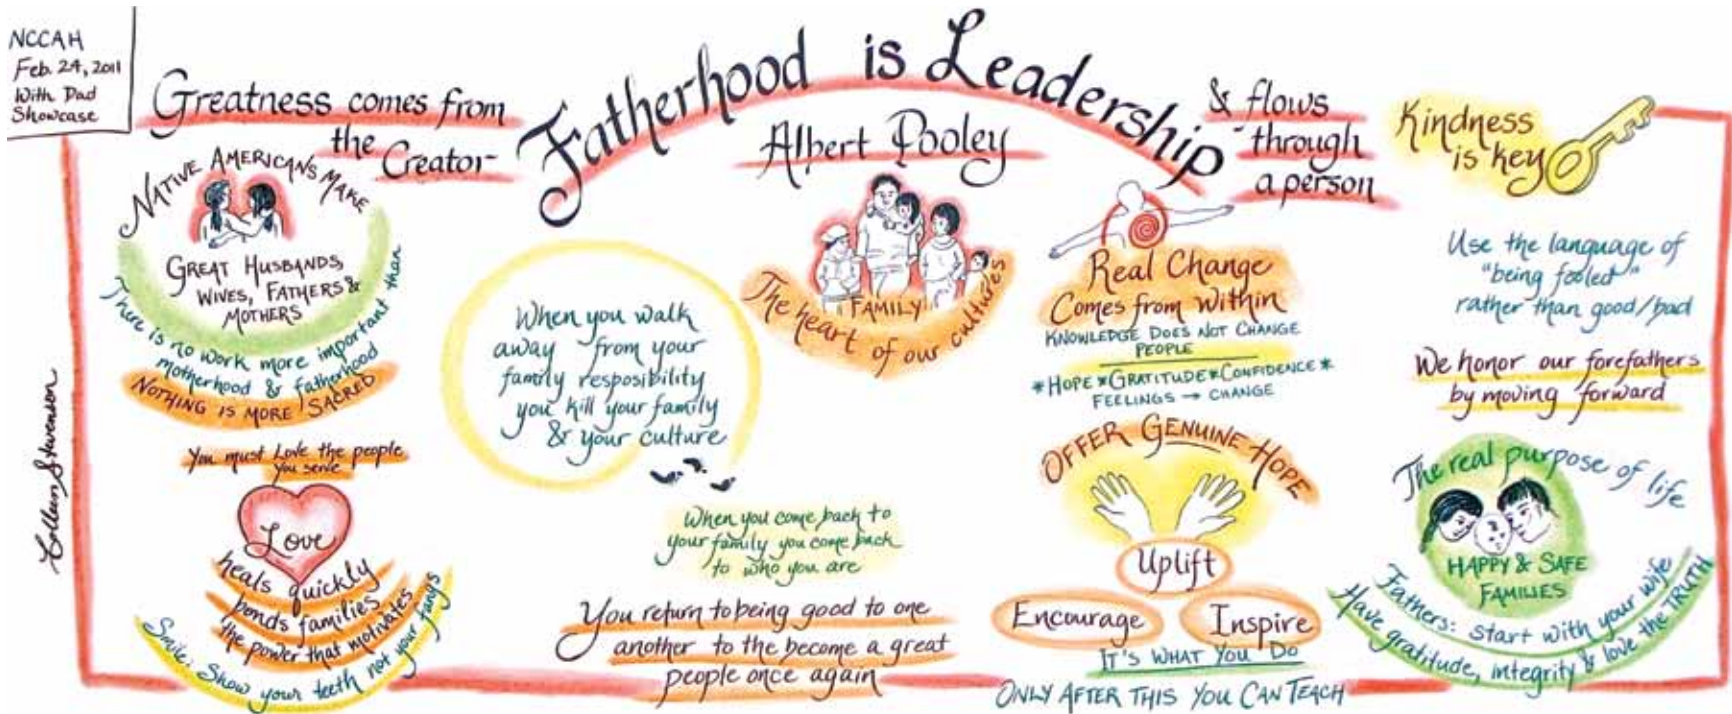 NCCAH
Feb. 24, 2011
With Dad
Showcase
Fatherhood is Leadership
Albert Pooley
Greatness comes from
the Creator
& flows
through
a person
Kindness
is key
NATIVE AMERICANS MAKE
GREAT HUSBANDS,
WIVES, FATHERS &
MOTHERS
There is no work more important than
motherhood & fatherhood
NOTHING IS MORE SACRED
You must Love the people
you serve
Love
heals quickly
bonds families
the power that motivates
Smile: Show your teeth not your fangs
When you walk
away from your
family resposibility
you kill your family
& your culture
When you come back to
your family you come back
to who you are
You return to being good to one
another to the become a great
people once again
FAMILY
The heart of our cultures
Real Change
Comes from Within
KNOWLEDGE DOES NOT CHANGE
PEOPLE
*HOPE*GRATITUDE*CONFIDENCE*
FEELINGS → CHANGE
OFFER GENUINE HOPE
Uplift
Encourage
Inspire
IT'S WHAT YOU DO
ONLY AFTER THIS YOU CAN TEACH
Use the language of
"being fooled"
rather than good/bad
We honor our forefathers
by moving forward
The real purpose of life
HAPPY & SAFE
FAMILIES
Fathers: start with your wife
Have gratitude, integrity & love the TRUTH
Colleen Stevenson